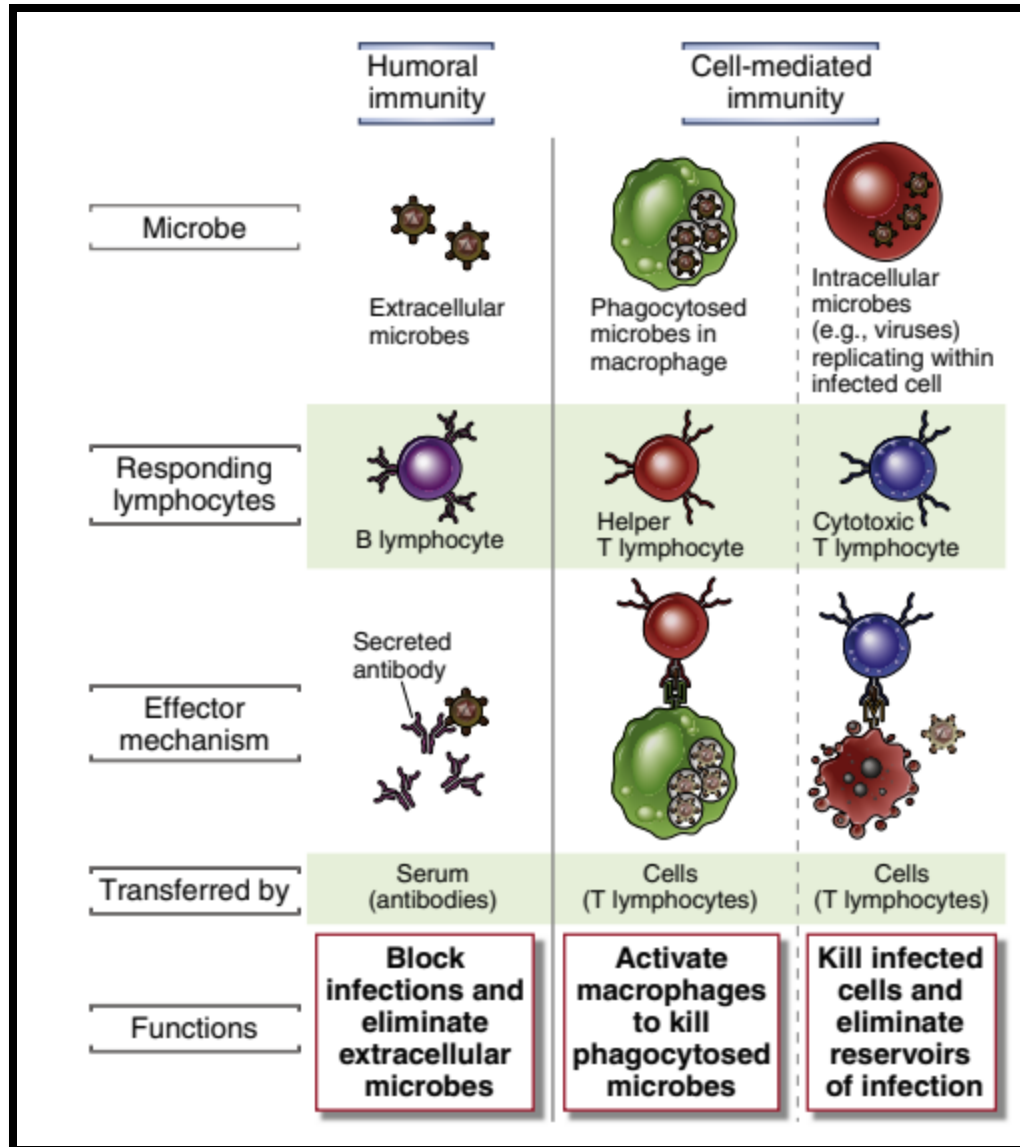 Humoral
immunity
Cell-mediated
immunity
Microbe
Extracellular
microbes
Phagocytosed
microbes in
macrophage
Intracellular
microbes
(e.g., viruses)
replicating within
infected cell
Responding
lymphocytes
B lymphocyte
Helper
T lymphocyte
Cytotoxic
T lymphocyte
Effector
mechanism
Secreted
antibody
Transferred by
Serum
(antibodies)
Cells
(T lymphocytes)
Cells
(T lymphocytes)
Functions
Block
infections and
eliminate
extracellular
microbes
Activate
macrophages
to kill
phagocytosed
microbes
Kill infected
cells and
eliminate
reservoirs
of infection